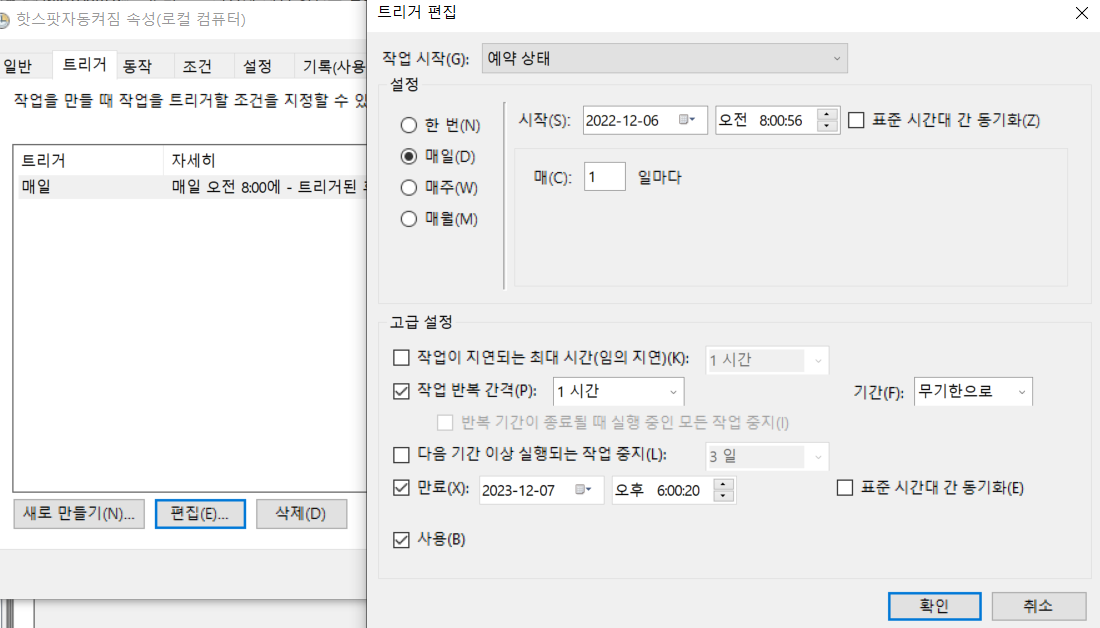 핫스팟자동켜짐 속성(로컬 컴퓨터)
일반 트리거 동작 조건 설정 기록(사용
작업을 만들 때 작업을 트리거할 조건을 지정할 수
트리거 자세히
매일 매일 오전 8:00에 - 트리거된
새로 만들기(N)... 편집(E)... 삭제(D)
트리거 편집
작업 시작(G): 예약 상태
설정
한 번(N)
매일(D)
매주(W)
매월(M)
시작(S): 2022-12-06 오전 8:00:56 표준 시간대 간 동기화(Z)
매(C): 1 일마다
고급 설정
작업이 지연되는 최대 시간(임의 지연)(K): 1 시간
작업 반복 간격(P): 1 시간 기간(F): 무기한으로
반복 기간이 종료될 때 실행 중인 모든 작업 중지(I)
다음 기간 이상 실행되는 작업 중지(L): 3 일
만료(X): 2023-12-07 오후 6:00:20 표준 시간대 간 동기화(E)
사용(B)
확인 취소